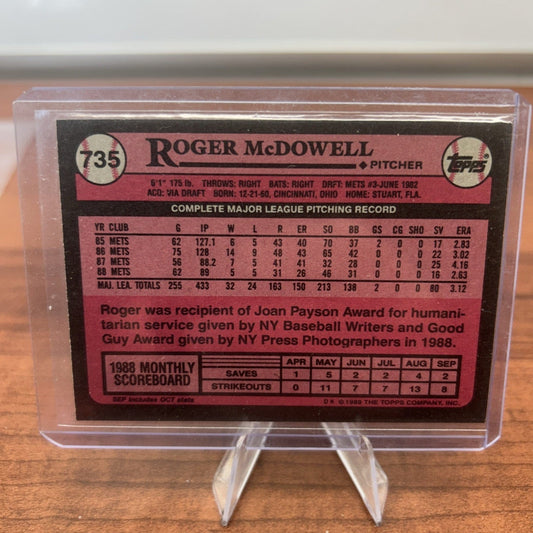 735
ROGER MCDOWELL
◆ PITCHER
topps®
6'1" 175 lb. THROWS: RIGHT BATS: RIGHT DRFT: METS #3-JUNE 1982
ACQ: VIA DRAFT BORN: 12-21-60, CINCINNATI, OHIO HOME: STUART, FLA.
COMPLETE MAJOR LEAGUE PITCHING RECORD
YR CLUB G IP W L R ER SO BB GS CG SHO SV ERA
85 METS 62 127.1 6 5 43 40 70 37 2 0 0 17 2.83
86 METS 75 128 14 9 48 43 65 42 0 0 0 22 3.02
87 METS 56 88.2 7 5 41 41 32 28 0 0 0 25 4.16
88 METS 62 89 5 5 31 26 46 31 0 0 0 16 2.63
MAJ. LEA. TOTALS 255 433 32 24 163 150 213 138 2 0 0 80 3.12
Roger was recipient of Joan Payson Award for humani-
tarian service given by NY Baseball Writers and Good
Guy Award given by NY Press Photographers in 1988.
1988 MONTHLY
SCOREBOARD
APR MAY JUN JUL AUG SEP
SAVES 1 5 2 2 4 2
STRIKEOUTS 0 11 7 7 13 8
SEP includes OCT stats
D* © 1989 THE TOPPS COMPANY, INC.